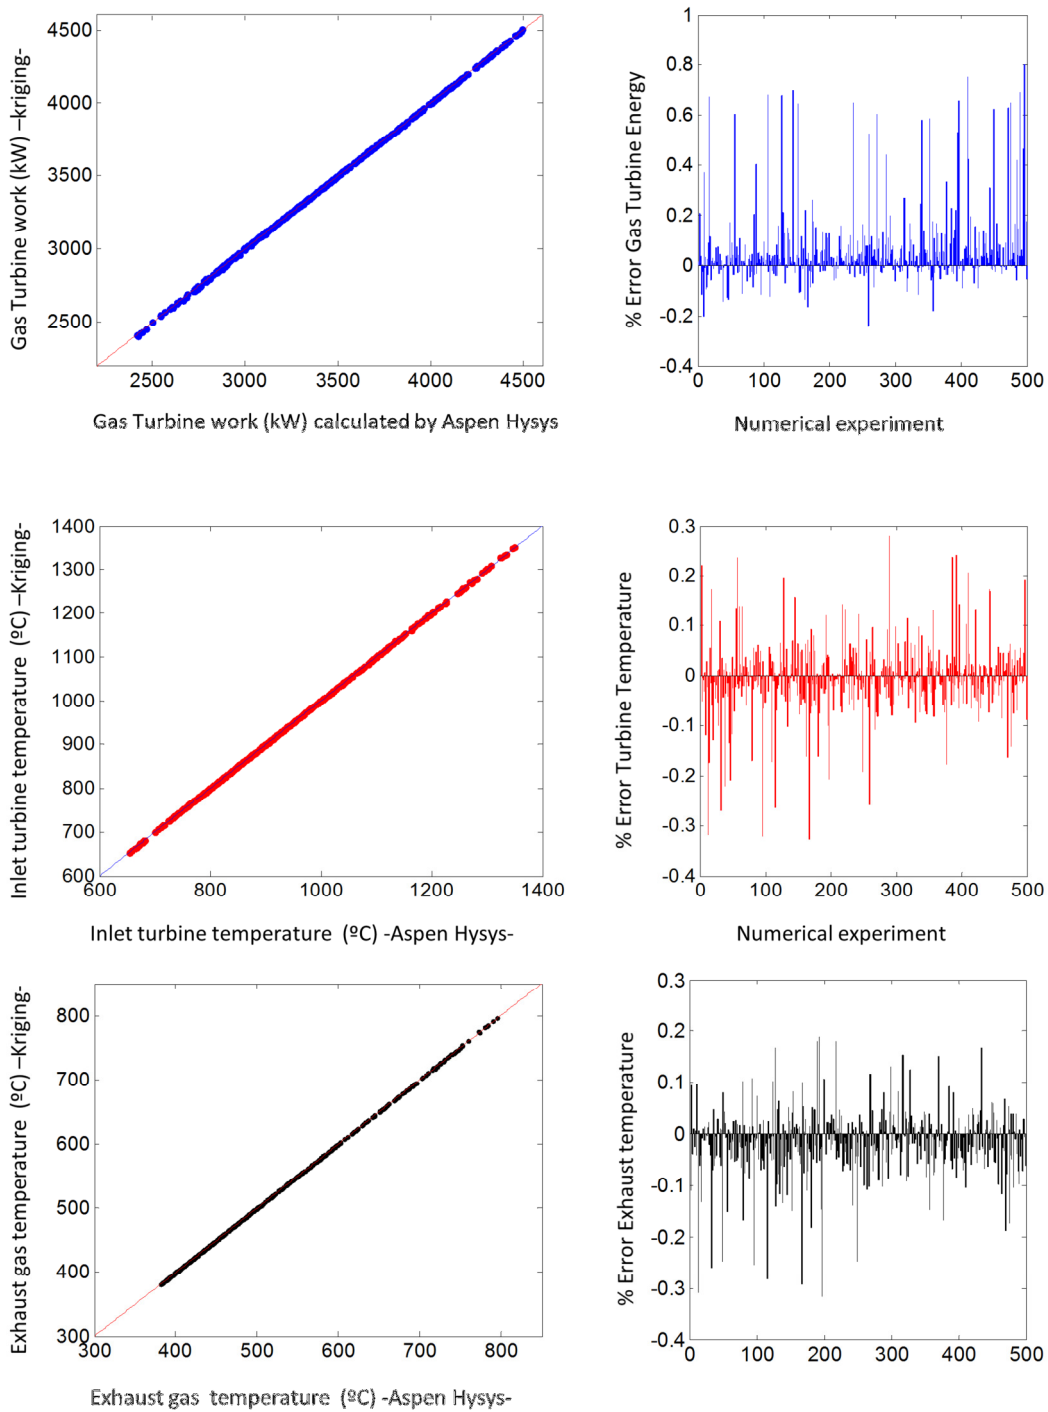 Gas Turbine work (kW) –kriging-
4500
4000
3500
3000
2500
2500 3000 3500 4000 4500
Gas Turbine work (kW) calculated by Aspen Hysys
% Error Gas Turbine Energy
1
0.8
0.6
0.4
0.2
0
-0.2
-0.4
0 100 200 300 400 500
Numerical experiment
Inlet turbine temperature (ºC) –Kriging-
1400
1300
1200
1100
1000
900
800
700
600
600 800 1000 1200 1400
Inlet turbine temperature (ºC) -Aspen Hysys-
% Error Turbine Temperature
0.3
0.2
0.1
0
-0.1
-0.2
-0.3
-0.4
0 100 200 300 400 500
Numerical experiment
Exhaust gas temperature (ºC) –Kriging-
800
700
600
500
400
300
300 400 500 600 700 800
Exhaust gas temperature (ºC) -Aspen Hysys-
% Error Exhaust temperature
0.3
0.2
0.1
0
-0.1
-0.2
-0.3
-0.4
0 100 200 300 400 500